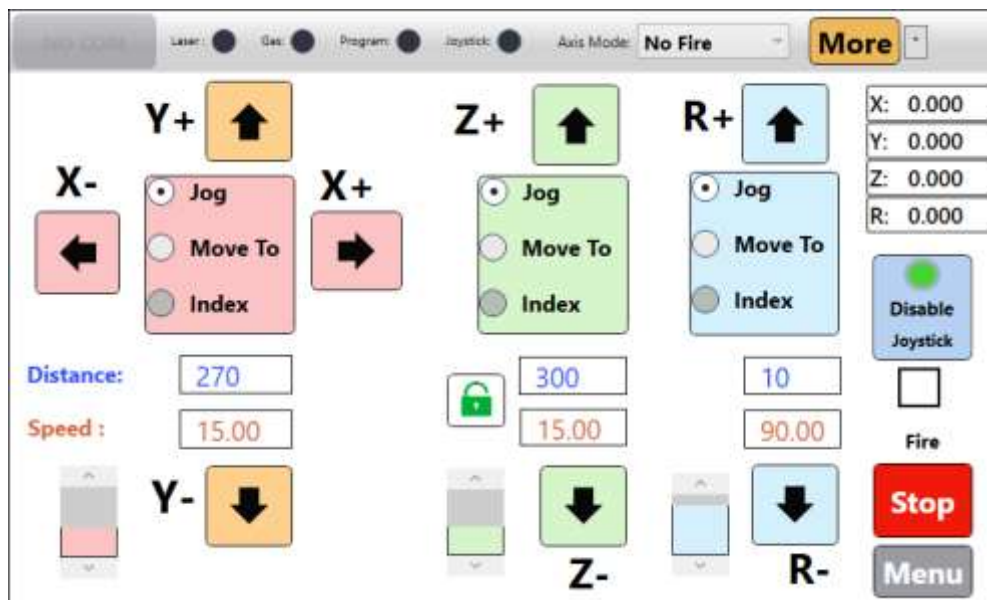 NO COM
Laser: Gas: Program: Joystick: Axis Mode: No Fire More
Y+ Z+ R+
X: 0.000
Y: 0.000
Z: 0.000
R: 0.000
X- X+
Jog Jog Jog
Move To Move To Move To
Index Index Index
Disable
Joystick
Distance: 270 300 10
Speed : 15.00 15.00 90.00
Fire
Y- Z- R-
Stop
Menu